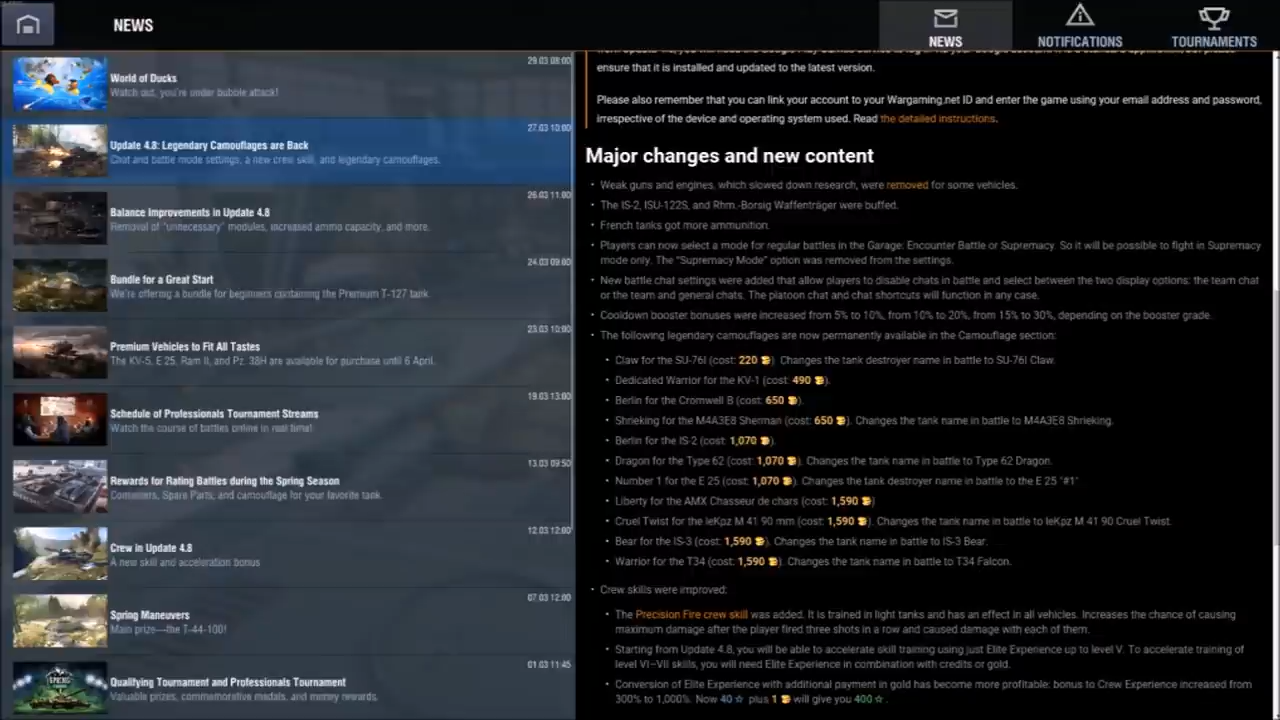 NEWS
NEWS
NOTIFICATIONS
TOURNAMENTS
29.03 08:00
World of Ducks
Watch out, you're under bubble attack!
27.03 10:00
Update 4.8: Legendary Camouflages are Back
Chat and battle mode settings, a new crew skill, and legendary camouflages.
26.03 11:00
Balance Improvements in Update 4.8
Removal of "unnecessary" modules, increased ammo capacity, and more.
24.03 09:00
Bundle for a Great Start
We're offering a bundle for beginners containing the Premium T-127 tank.
23.03 10:00
Premium Vehicles to Fit All Tastes
The KV-5, E 25, Ram II, and Pz. 38H are available for purchase until 6 April.
19.03 13:00
Schedule of Professionals Tournament Streams
Watch the course of battles online in real time!
13.03 09:50
Rewards for Rating Battles during the Spring Season
Containers, Spare Parts, and camouflage for your favorite tank.
12.03 12:00
Crew in Update 4.8
A new skill and acceleration bonus
07.03 12:00
Spring Maneuvers
Main prize—the T-44-100!
01.03 11:45
Qualifying Tournament and Professionals Tournament
Valuable prizes, commemorative medals, and money rewards.
ensure that it is installed and updated to the latest version.
Please also remember that you can link your account to your Wargaming.net ID and enter the game using your email address and password,
irrespective of the device and operating system used. Read the detailed instructions.
Major changes and new content
• Weak guns and engines, which slowed down research, were removed for some vehicles.
• The IS-2, ISU-122S, and Rhm.-Borsig Waffenträger were buffed.
• French tanks got more ammunition.
• Players can now select a mode for regular battles in the Garage: Encounter Battle or Supremacy. So it will be possible to fight in Supremacy
mode only. The "Supremacy Mode" option was removed from the settings.
• New battle chat settings were added that allow players to disable chats in battle and select between the two display options: the team chat
or the team and general chats. The platoon chat and chat shortcuts will function in any case.
• Cooldown booster bonuses were increased from 5% to 10%, from 10% to 20%, from 15% to 30%, depending on the booster grade.
• The following legendary camouflages are now permanently available in the Camouflage section:
• Claw for the SU-76I (cost: 220). Changes the tank destroyer name in battle to SU-76I Claw.
• Dedicated Warrior for the KV-1 (cost: 490).
• Berlin for the Cromwell B (cost: 650).
• Shrieking for the M4A3E8 Sherman (cost: 650). Changes the tank name in battle to M4A3E8 Shrieking.
• Berlin for the IS-2 (cost: 1,070).
• Dragon for the Type 62 (cost: 1,070). Changes the tank name in battle to Type 62 Dragon.
• Number 1 for the E 25 (cost: 1,070). Changes the tank destroyer name in battle to the E 25 "#1"
• Liberty for the AMX Chasseur de chars (cost: 1,590)
• Cruel Twist for the leKpz M 41 90 mm (cost: 1,590). Changes the tank name in battle to leKpz M 41 90 Cruel Twist.
• Bear for the IS-3 (cost: 1,590). Changes the tank name in battle to IS-3 Bear.
• Warrior for the T34 (cost: 1,590). Changes the tank name in battle to T34 Falcon.
• Crew skills were improved:
• The Precision Fire crew skill was added. It is trained in light tanks and has an effect in all vehicles. Increases the chance of causing
maximum damage after the player fired three shots in a row and caused damage with each of them.
• Starting from Update 4.8, you will be able to accelerate skill training using just Elite Experience up to level V. To accelerate training of
level VI–VII skills, you will need Elite Experience in combination with credits or gold.
• Conversion of Elite Experience with additional payment in gold has become more profitable: bonus to Crew Experience increased from
300% to 1,000%. Now 40 plus 1 will give you 400.